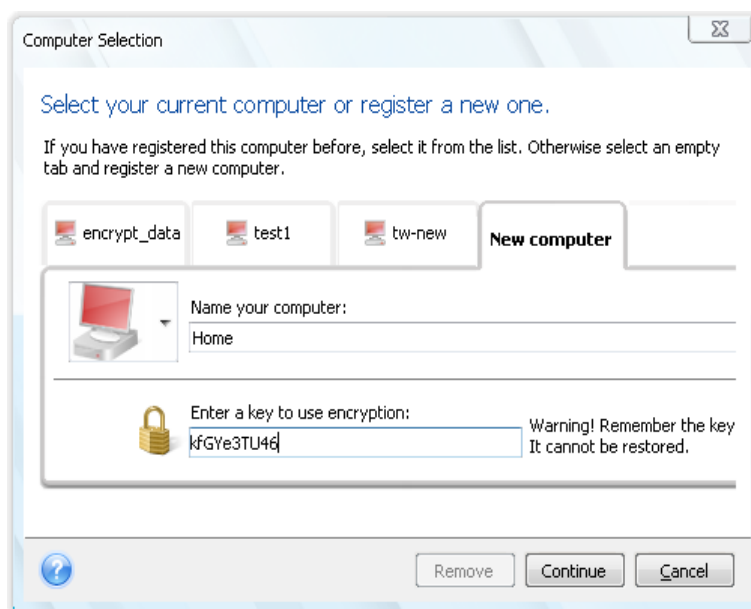 Computer Selection
Select your current computer or register a new one.
If you have registered this computer before, select it from the list. Otherwise select an empty
tab and register a new computer.
encrypt_data test1 tw-new New computer
Name your computer:
Home
Enter a key to use encryption:
kfGYe3TU46
Warning! Remember the key
It cannot be restored.
? Remove Continue Cancel